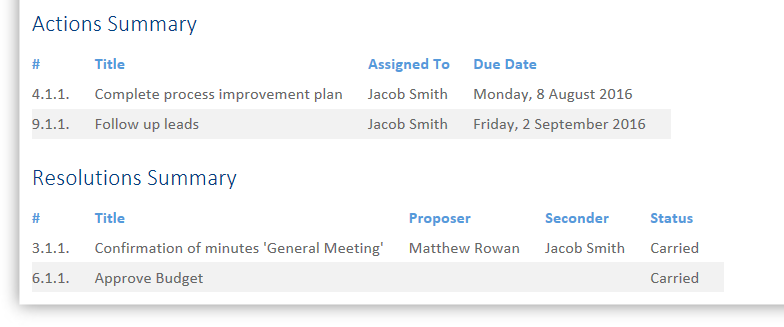 Actions Summary
# Title Assigned To Due Date
4.1.1. Complete process improvement plan Jacob Smith Monday, 8 August 2016
9.1.1. Follow up leads Jacob Smith Friday, 2 September 2016
Resolutions Summary
# Title Proposer Seconder Status
3.1.1. Confirmation of minutes 'General Meeting' Matthew Rowan Jacob Smith Carried
6.1.1. Approve Budget Carried